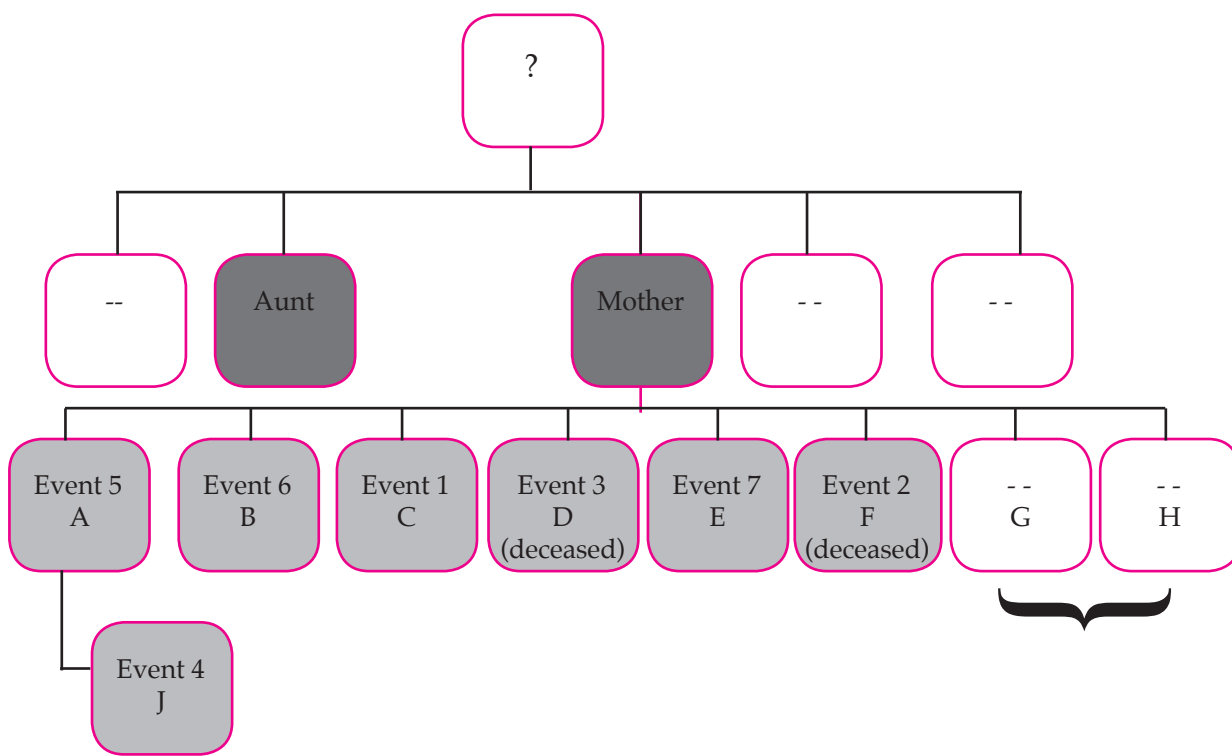 ?
--
Aunt
Mother
- -
- -
Event 5
A
Event 6
B
Event 1
C
Event 3
D
(deceased)
Event 7
E
Event 2
F
(deceased)
- -
G
- -
H
Event 4
J